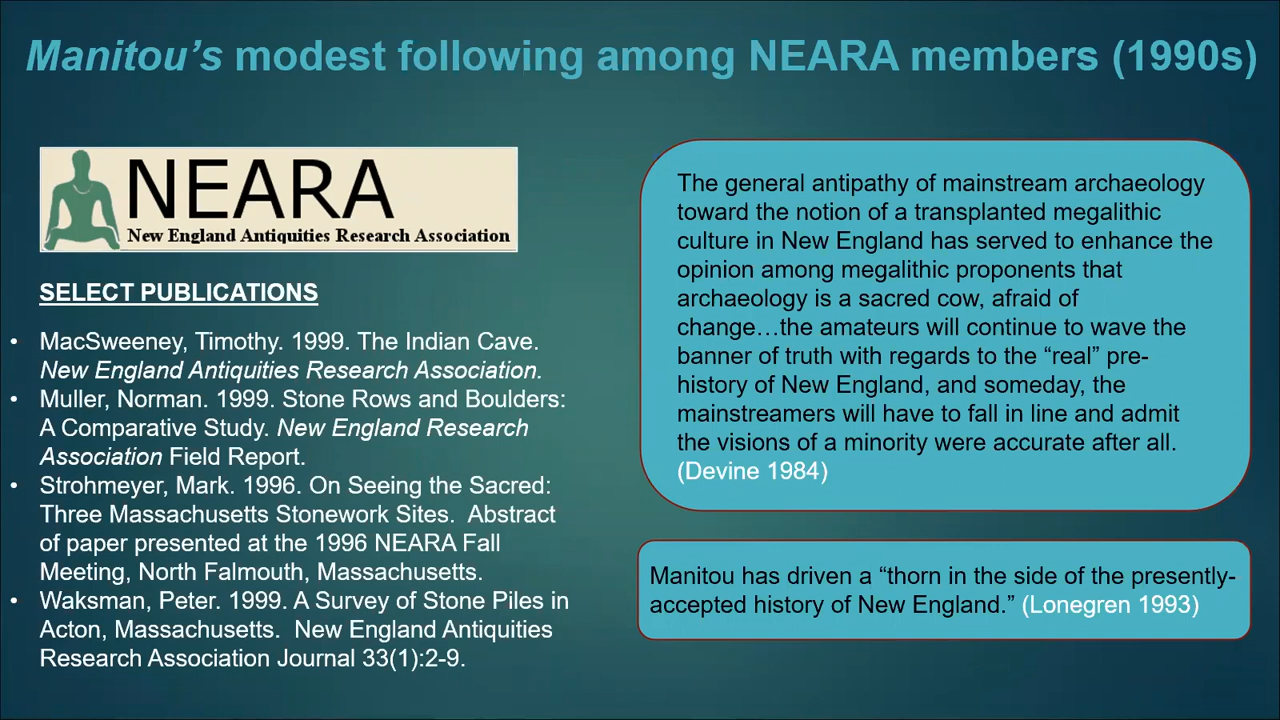 Manitou’s modest following among NEARA members (1990s)
NEARA
New England Antiquities Research Association
SELECT PUBLICATIONS
• MacSweeney, Timothy. 1999. The Indian Cave.
New England Antiquities Research Association.
• Muller, Norman. 1999. Stone Rows and Boulders:
A Comparative Study. New England Research
Association Field Report.
• Strohmeyer, Mark. 1996. On Seeing the Sacred:
Three Massachusetts Stonework Sites.  Abstract
of paper presented at the 1996 NEARA Fall
Meeting, North Falmouth, Massachusetts.
• Waksman, Peter. 1999. A Survey of Stone Piles in
Acton, Massachusetts.  New England Antiquities
Research Association Journal 33(1):2-9.
The general antipathy of mainstream archaeology
toward the notion of a transplanted megalithic
culture in New England has served to enhance the
opinion among megalithic proponents that
archaeology is a sacred cow, afraid of
change…the amateurs will continue to wave the
banner of truth with regards to the “real” pre-
history of New England, and someday, the
mainstreamers will have to fall in line and admit
the visions of a minority were accurate after all.
(Devine 1984)
Manitou has driven a “thorn in the side of the presently-
accepted history of New England.” (Lonegren 1993)